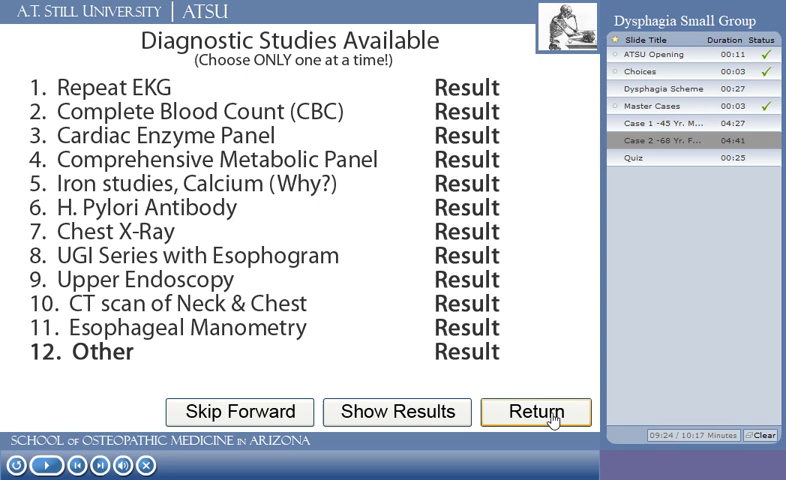 A.T. STILL UNIVERSITY | ATSU
Diagnostic Studies Available
(Choose ONLY one at a time!)
1. Repeat EKG Result
2. Complete Blood Count (CBC) Result
3. Cardiac Enzyme Panel Result
4. Comprehensive Metabolic Panel Result
5. Iron studies, Calcium (Why?) Result
6. H. Pylori Antibody Result
7. Chest X-Ray Result
8. UGI Series with Esophogram Result
9. Upper Endoscopy Result
10. CT scan of Neck & Chest Result
11. Esophageal Manometry Result
12. Other Result
Skip Forward Show Results Return
SCHOOL OF OSTEOPATHIC MEDICINE IN ARIZONA
Dysphagia Small Group
Slide Title Duration Status
ATSU Opening 00:11
Choices 00:03
Dysphagia Scheme 00:27
Master Cases 00:03
Case 1 -45 Yr. M... 04:27
Case 2 -68 Yr. F... 04:41
Quiz 00:25
09:24 / 10:17 Minutes Clear